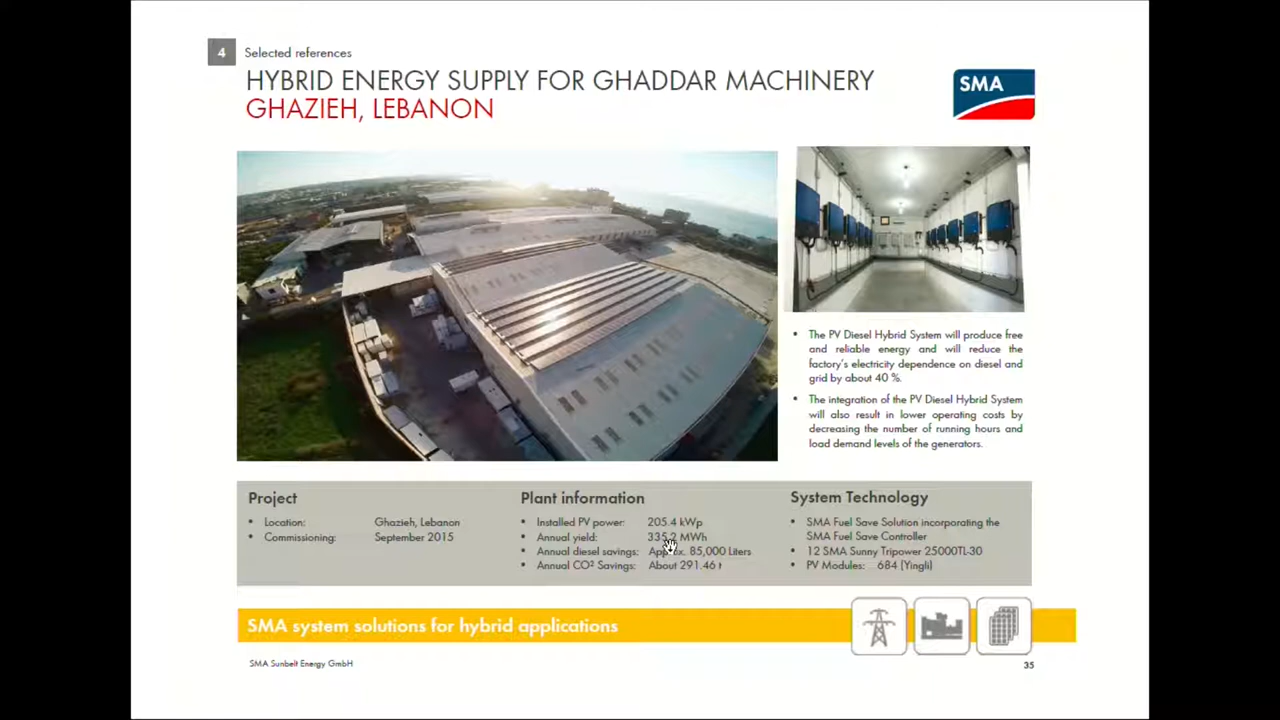 4 Selected references
HYBRID ENERGY SUPPLY FOR GHADDAR MACHINERY
GHAZIEH, LEBANON
SMA
• The PV Diesel Hybrid System will produce free
and reliable energy and will reduce the
factory's electricity dependence on diesel and
grid by about 40 %.
• The integration of the PV Diesel Hybrid System
will also result in lower operating costs by
decreasing the number of running hours and
load demand levels of the generators.
Project
• Location: Ghazieh, Lebanon
• Commissioning: September 2015
Plant information
• Installed PV power: 205.4 kWp
• Annual yield: 335.2 MWh
• Annual diesel savings: Approx. 85,000 Liters
• Annual CO² Savings: About 291.46 t
System Technology
• SMA Fuel Save Solution incorporating the
SMA Fuel Save Controller
• 12 SMA Sunny Tripower 25000TL-30
• PV Modules: 684 (Yingli)
SMA system solutions for hybrid applications
SMA Sunbelt Energy GmbH
35